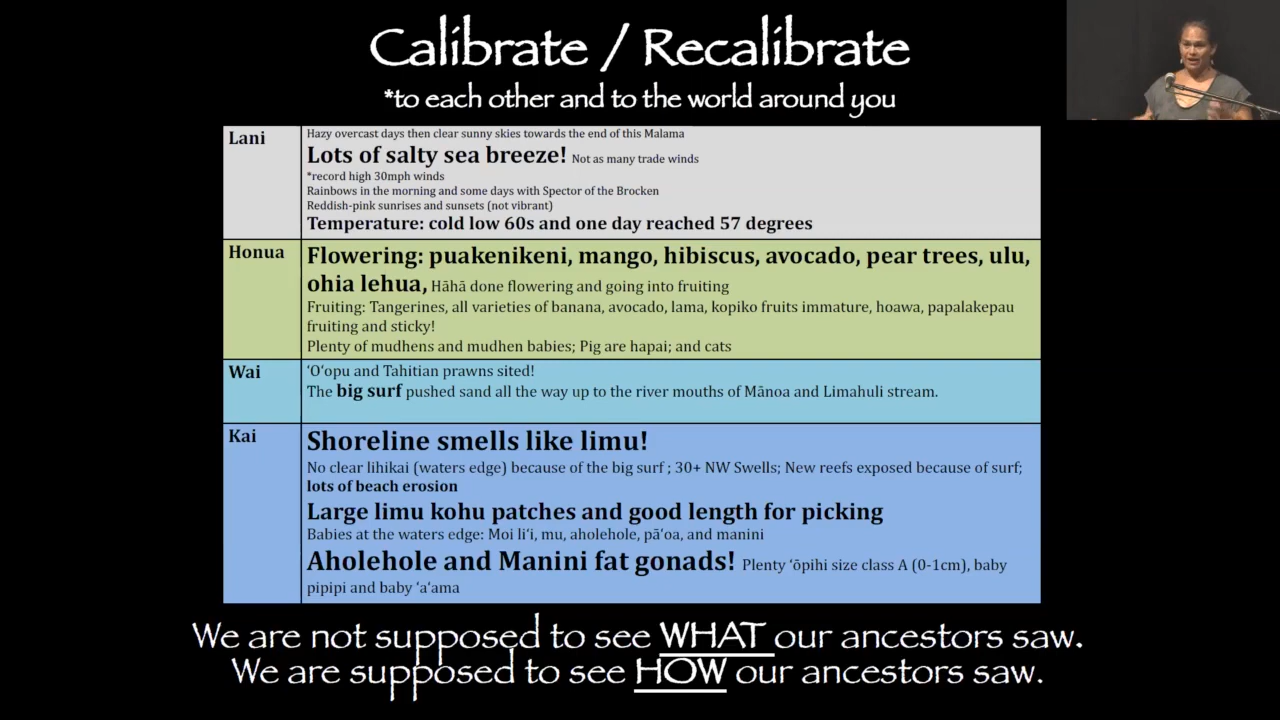 Calibrate / Recalibrate
*to each other and to the world around you
Lani
Hazy overcast days then clear sunny skies towards the end of this Malama
Lots of salty sea breeze! Not as many trade winds
*record high 30mph winds
Rainbows in the morning and some days with Spector of the Brocken
Reddish-pink sunrises and sunsets (not vibrant)
Temperature: cold low 60s and one day reached 57 degrees
Honua
Flowering: puakenikeni, mango, hibiscus, avocado, pear trees, ulu,
ohia lehua, Hāhā done flowering and going into fruiting
Fruiting: Tangerines, all varieties of banana, avocado, lama, kopiko fruits immature, hoawa, papalakepau
fruiting and sticky!
Plenty of mudhens and mudhen babies; Pig are hapai; and cats
Wai
ʻOʻopu and Tahitian prawns sited!
The big surf pushed sand all the way up to the river mouths of Mānoa and Limahuli stream.
Kai
Shoreline smells like limu!
No clear lihikai (waters edge) because of the big surf ; 30+ NW Swells; New reefs exposed because of surf;
lots of beach erosion
Large limu kohu patches and good length for picking
Babies at the waters edge: Moi liʻi, mu, aholehole, pāʻoa, and manini
Aholehole and Manini fat gonads! Plenty ʻōpihi size class A (0-1cm), baby
pipipi and baby ʻaʻama
We are not supposed to see WHAT our ancestors saw.
We are supposed to see HOW our ancestors saw.